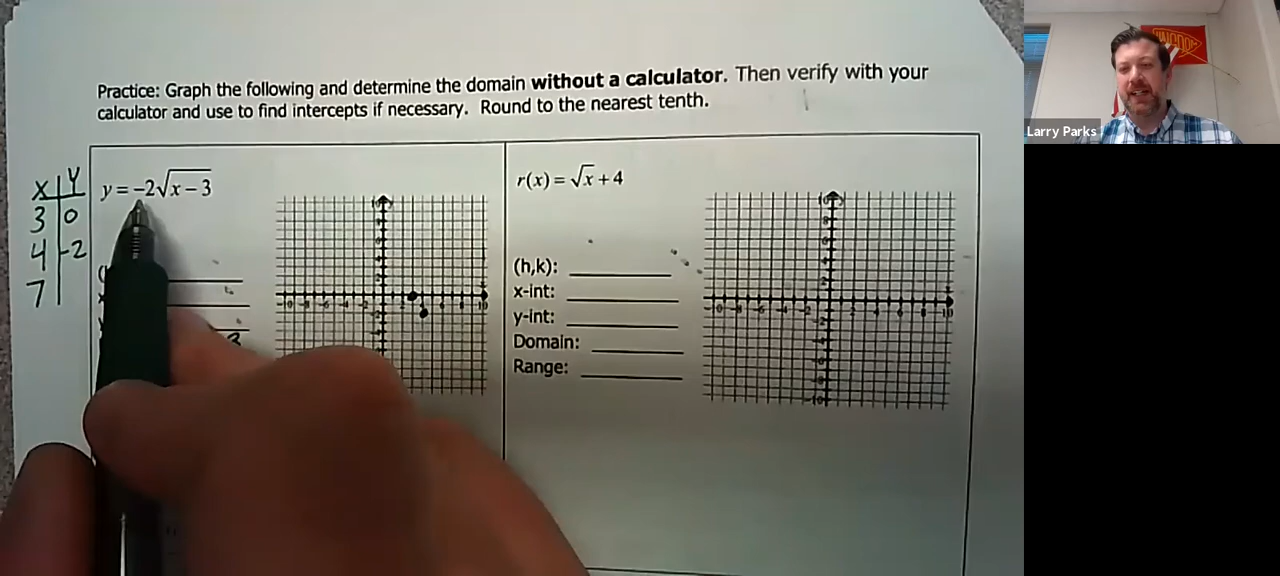 Practice: Graph the following and determine the domain without a calculator. Then verify with your
calculator and use to find intercepts if necessary. Round to the nearest tenth.
X Y
3 0
4 -2
7
y = -2√x - 3
(
3
r(x) = √x + 4
(h,k):
x-int:
y-int:
Domain:
Range:
KINGDOM
Larry Parks